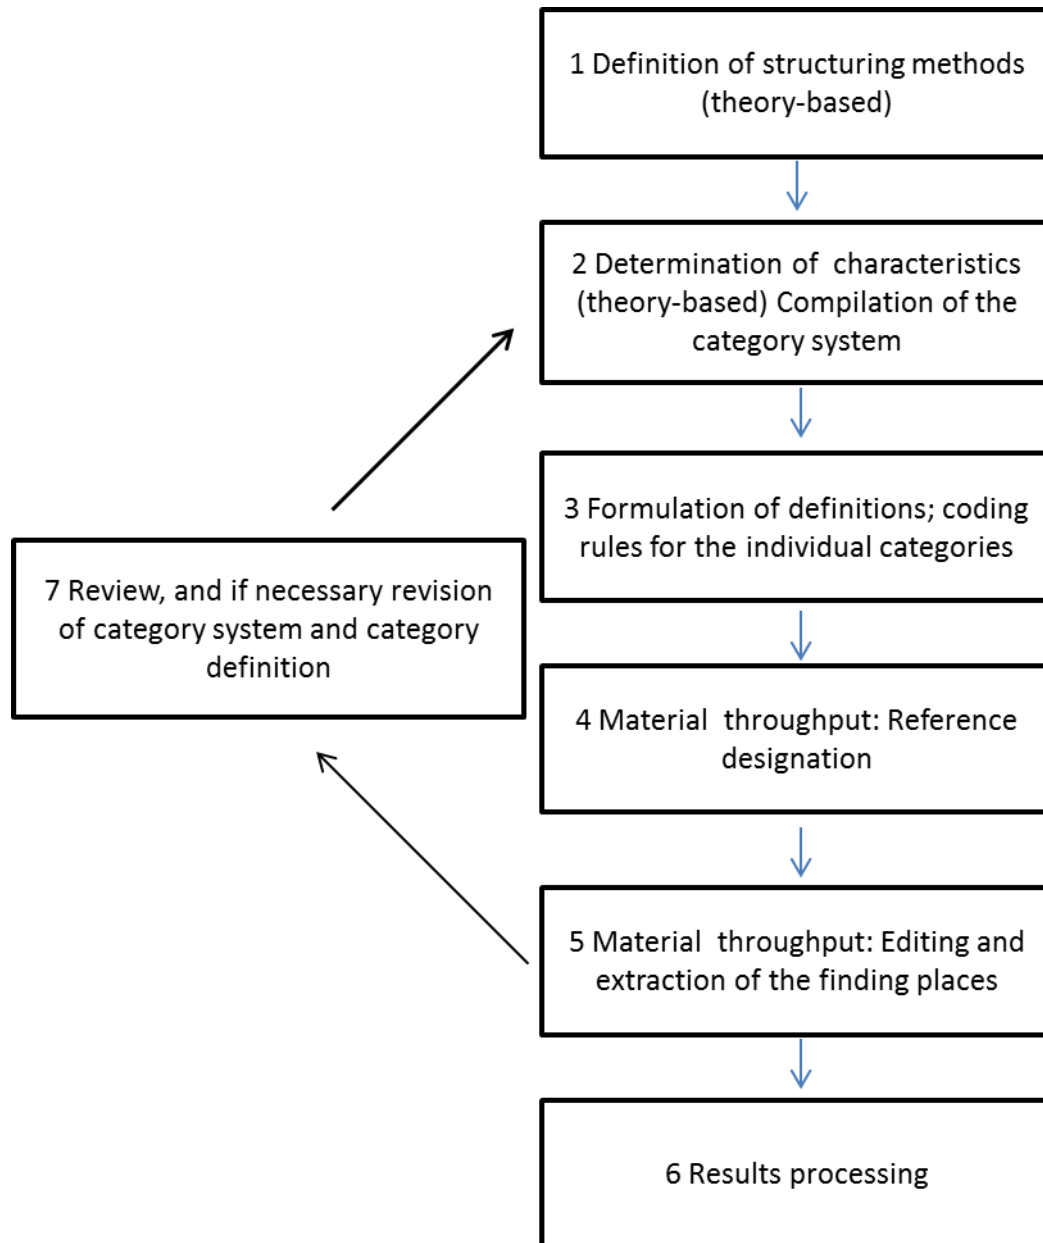 1 Definition of structuring methods
(theory-based)
2 Determination of characteristics
(theory-based) Compilation of the
category system
3 Formulation of definitions; coding
rules for the individual categories
7 Review, and if necessary revision
of category system and category
definition
4 Material throughput: Reference
designation
5 Material throughput: Editing and
extraction of the finding places
6 Results processing